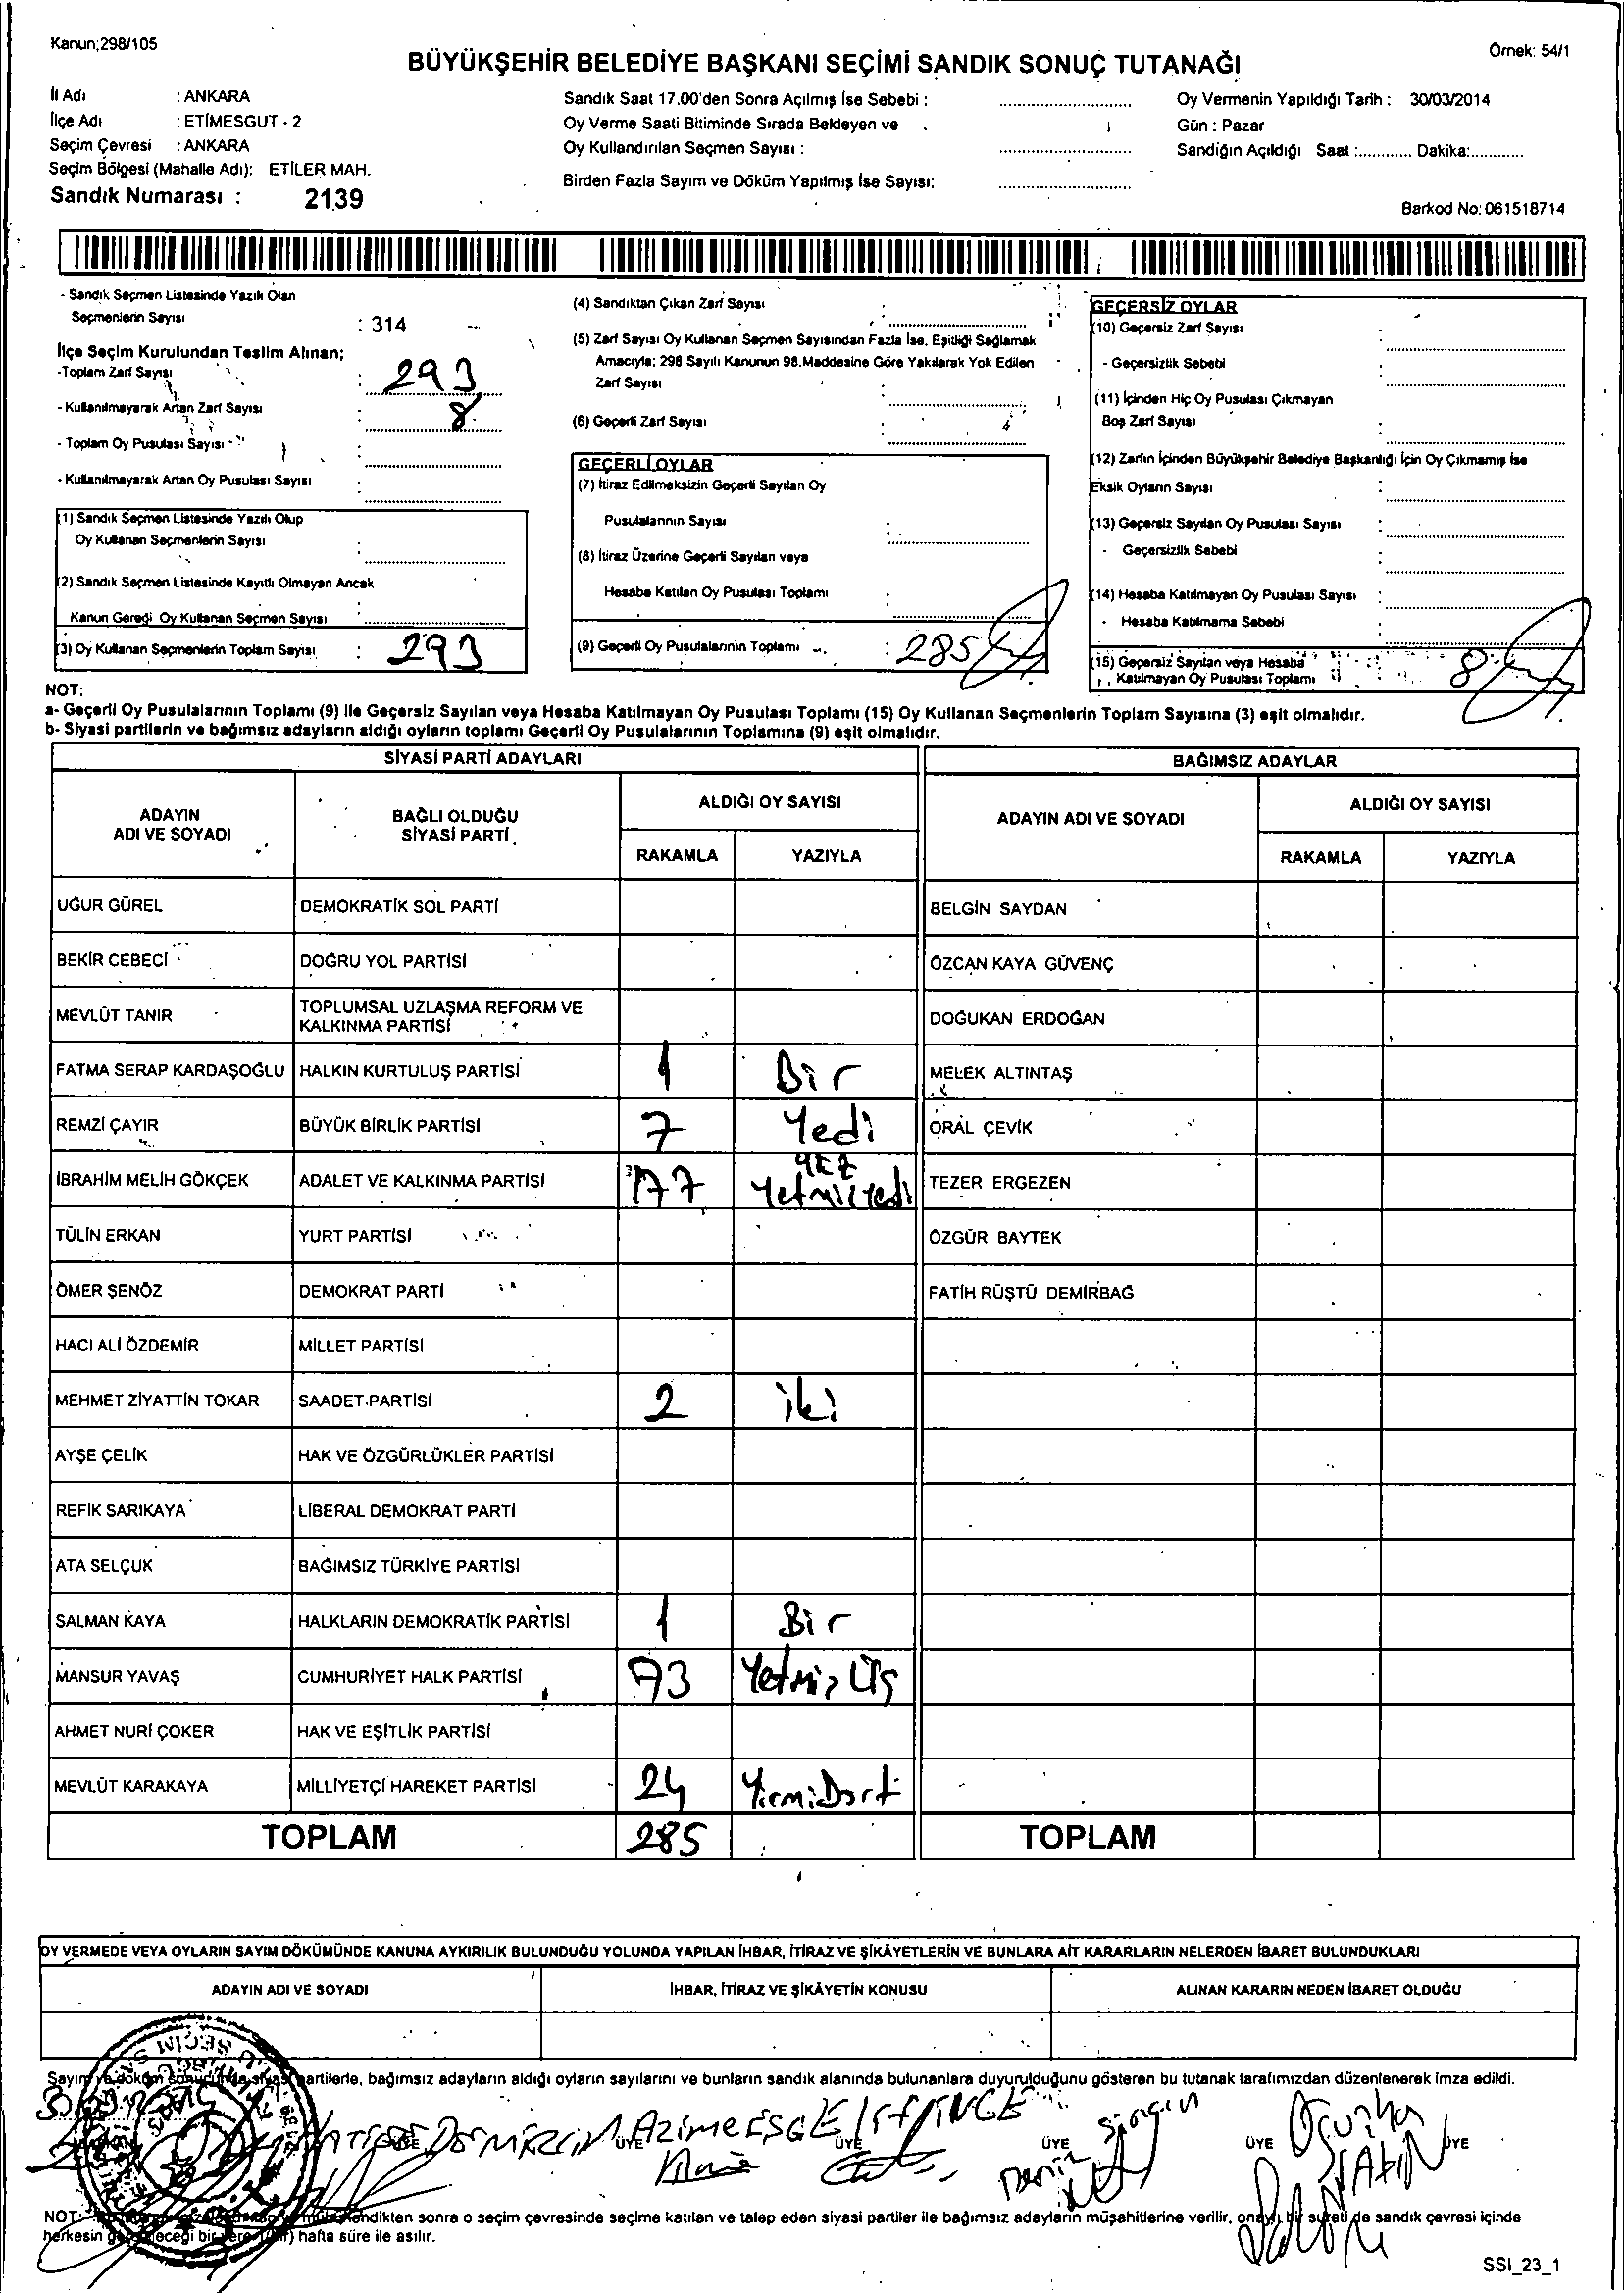 Kanun;298/105
Örnek: 54/1
BÜYÜKŞEHİR BELEDİYE BAŞKANI SEÇİMİ SANDIK SONUÇ TUTANAĞI
İl Adı : ANKARA
İlçe Adı : ETİMESGUT - 2
Seçim Çevresi : ANKARA
Seçim Bölgesi (Mahalle Adı): ETİLER MAH.
Sandık Numarası : 2139
Sandık Saat 17.00'den Sonra Açılmış İse Sebebi :
Oy Verme Saati Bitiminde Sırada Bekleyen ve
Oy Kullandırılan Seçmen Sayısı :
Birden Fazla Sayım ve Döküm Yapılmış İse Sayısı:
Oy Vermenin Yapıldığı Tarih : 30/03/2014
Gün : Pazar
Sandığın Açıldığı Saat :............ Dakika:............
Barkod No: 061518714
- Sandık Seçmen Listesinde Yazılı Olan
Seçmenlerin Sayısı : 314
İlçe Seçim Kurulundan Teslim Alınan;
-Toplam Zarf Sayısı : 293
- Kullanılmayarak Artan Zarf Sayısı : 8
- Toplam Oy Pusulası Sayısı
- Kullanılmayarak Artan Oy Pusulası Sayısı :
(1) Sandık Seçmen Listesinde Yazılı Olup
Oy Kullanan Seçmenlerin Sayısı :
(2) Sandık Seçmen Listesinde Kayıtlı Olmayan Ancak
Kanun Gereği Oy Kullanan Seçmen Sayısı :
(3) Oy Kullanan Seçmenlerin Toplam Sayısı : 293
(4) Sandıktan Çıkan Zarf Sayısı :
(5) Zarf Sayısı Oy Kullanan Seçmen Sayısından Fazla İse, Eşitliği Sağlamak
Amacıyla; 298 Sayılı Kanunun 98.Maddesine Göre Yakılarak Yok Edilen
Zarf Sayısı :
(6) Geçerli Zarf Sayısı :
GEÇERLİ OYLAR
(7) İtiraz Edilmeksizin Geçerli Sayılan Oy
Pusulalarının Sayısı :
(8) İtiraz Üzerine Geçerli Sayılan veya
Hesaba Katılan Oy Pusulası Toplamı :
(9) Geçerli Oy Pusulalarının Toplamı : 285
GEÇERSİZ OYLAR
(10) Geçersiz Zarf Sayısı :
- Geçersizlik Sebebi :
(11) İçinden Hiç Oy Pusulası Çıkmayan
Boş Zarf Sayısı :
(12) Zarfın İçinden Büyükşehir Belediye Başkanlığı İçin Oy Çıkmamış İse
Eksik Oyların Sayısı :
(13) Geçersiz Sayılan Oy Pusulası Sayısı :
- Geçersizlik Sebebi
(14) Hesaba Katılmayan Oy Pusulası Sayısı :
- Hesaba Katılmama Sebebi
(15) Geçersiz Sayılan veya Hesaba
Katılmayan Oy Pusulası Toplamı 8
NOT:
a- Geçerli Oy Pusulalarının Toplamı (9) İle Geçersiz Sayılan veya Hesaba Katılmayan Oy Pusulası Toplamı (15) Oy Kullanan Seçmenlerin Toplam Sayısına (3) eşit olmalıdır.
b- Siyasi partilerin ve bağımsız adayların aldığı oyların toplamı Geçerli Oy Pusulalarının Toplamına (9) eşit olmalıdır.
SİYASİ PARTİ ADAYLARI
ADAYIN ADI VE SOYADI
BAĞLI OLDUĞU SİYASİ PARTİ
ALDIĞI OY SAYISI
RAKAMLA YAZIYLA
UĞUR GÜREL DEMOKRATİK SOL PARTİ
BEKİR CEBECİ DOĞRU YOL PARTİSİ
MEVLÜT TANIR TOPLUMSAL UZLAŞMA REFORM VE KALKINMA PARTİSİ
FATMA SERAP KARDAŞOĞLU HALKIN KURTULUŞ PARTİSİ 1 Bir
REMZİ ÇAYIR BÜYÜK BİRLİK PARTİSİ 7 Yedi
İBRAHİM MELİH GÖKÇEK ADALET VE KALKINMA PARTİSİ 177 Yetmişyedi
TÜLİN ERKAN YURT PARTİSİ
ÖMER ŞENÖZ DEMOKRAT PARTİ
HACI ALİ ÖZDEMİR MİLLET PARTİSİ
MEHMET ZİYATTİN TOKAR SAADET PARTİSİ 2 iki
AYŞE ÇELİK HAK VE ÖZGÜRLÜKLER PARTİSİ
REFİK SARIKAYA LİBERAL DEMOKRAT PARTİ
ATA SELÇUK BAĞIMSIZ TÜRKİYE PARTİSİ
SALMAN KAYA HALKLARIN DEMOKRATİK PARTİSİ 1 Bir
MANSUR YAVAŞ CUMHURİYET HALK PARTİSİ 73 Yetmiş Üç
AHMET NURİ ÇOKER HAK VE EŞİTLİK PARTİSİ
MEVLÜT KARAKAYA MİLLİYETÇİ HAREKET PARTİSİ 24 YirmiDört
TOPLAM 285
BAĞIMSIZ ADAYLAR
ADAYIN ADI VE SOYADI
ALDIĞI OY SAYISI
RAKAMLA YAZIYLA
BELGİN SAYDAN
ÖZCAN KAYA GÜVENÇ
DOĞUKAN ERDOĞAN
MELEK ALTINTAŞ
ORAL ÇEVİK
TEZER ERGEZEN
ÖZGÜR BAYTEK
FATİH RÜŞTÜ DEMİRBAĞ
TOPLAM
OY VERMEDE VEYA OYLARIN SAYIM DÖKÜMÜNDE KANUNA AYKIRILIK BULUNDUĞU YOLUNDA YAPILAN İHBAR, İTİRAZ VE ŞİKÂYETLERİN VE BUNLARA AİT KARARLARIN NELERDEN İBARET BULUNDUKLARI
ADAYIN ADI VE SOYADI İHBAR, İTİRAZ VE ŞİKÂYETİN KONUSU ALINAN KARARIN NEDEN İBARET OLDUĞU
Sayım ve döküm sonucunda siyasi partilerle, bağımsız adayların aldığı oyların sayılarını ve bunların sandık alanında bulunanlara duyurulduğunu gösteren bu tutanak tarafımızdan düzenlenerek imza edildi.
ÜYE ÜYE ÜYE ÜYE ÜYE
NOT: sonra o seçim çevresinde seçime katılan ve talep eden siyasi partiler ile bağımsız adayların müşahitlerine verilir, onaylı bir sureti de sandık çevresi içinde
herkesin hafta süre ile asılır.
SSI_23_1